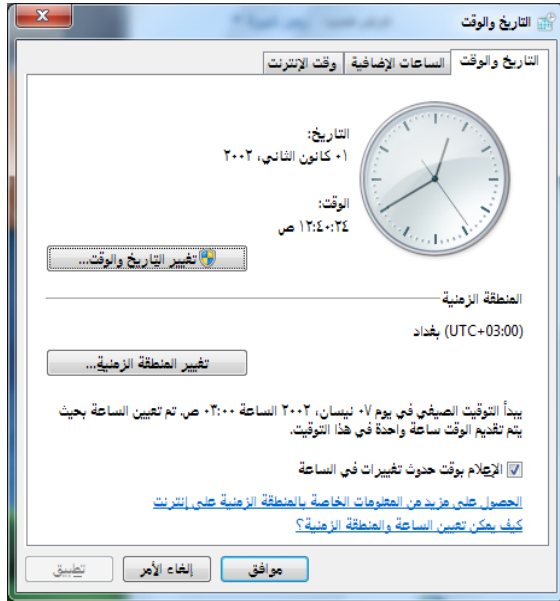 التاريخ والوقت
التاريخ والوقت
الساعات الإضافية
وقت الإنترنت
التاريخ:
٠١ كانون الثاني، ٢٠٠٢
الوقت:
١٢:٤٠:٢٤ ص
تغيير التاريخ والوقت...
المنطقة الزمنية
(UTC+03:00) بغداد
تغيير المنطقة الزمنية...
يبدأ التوقيت الصيفي في يوم ٠٧ نيسان، ٢٠٠٢ الساعة ٠٣:٠٠ ص. تم تعيين الساعة بحيث
يتم تقديم الوقت ساعة واحدة في هذا التوقيت.
الإعلام بوقت حدوث تغييرات في الساعة
الحصول على مزيد من المعلومات الخاصة بالمنطقة الزمنية على إنترنت
كيف يمكن تعيين الساعة والمنطقة الزمنية؟
موافق
إلغاء الأمر
تطبيق